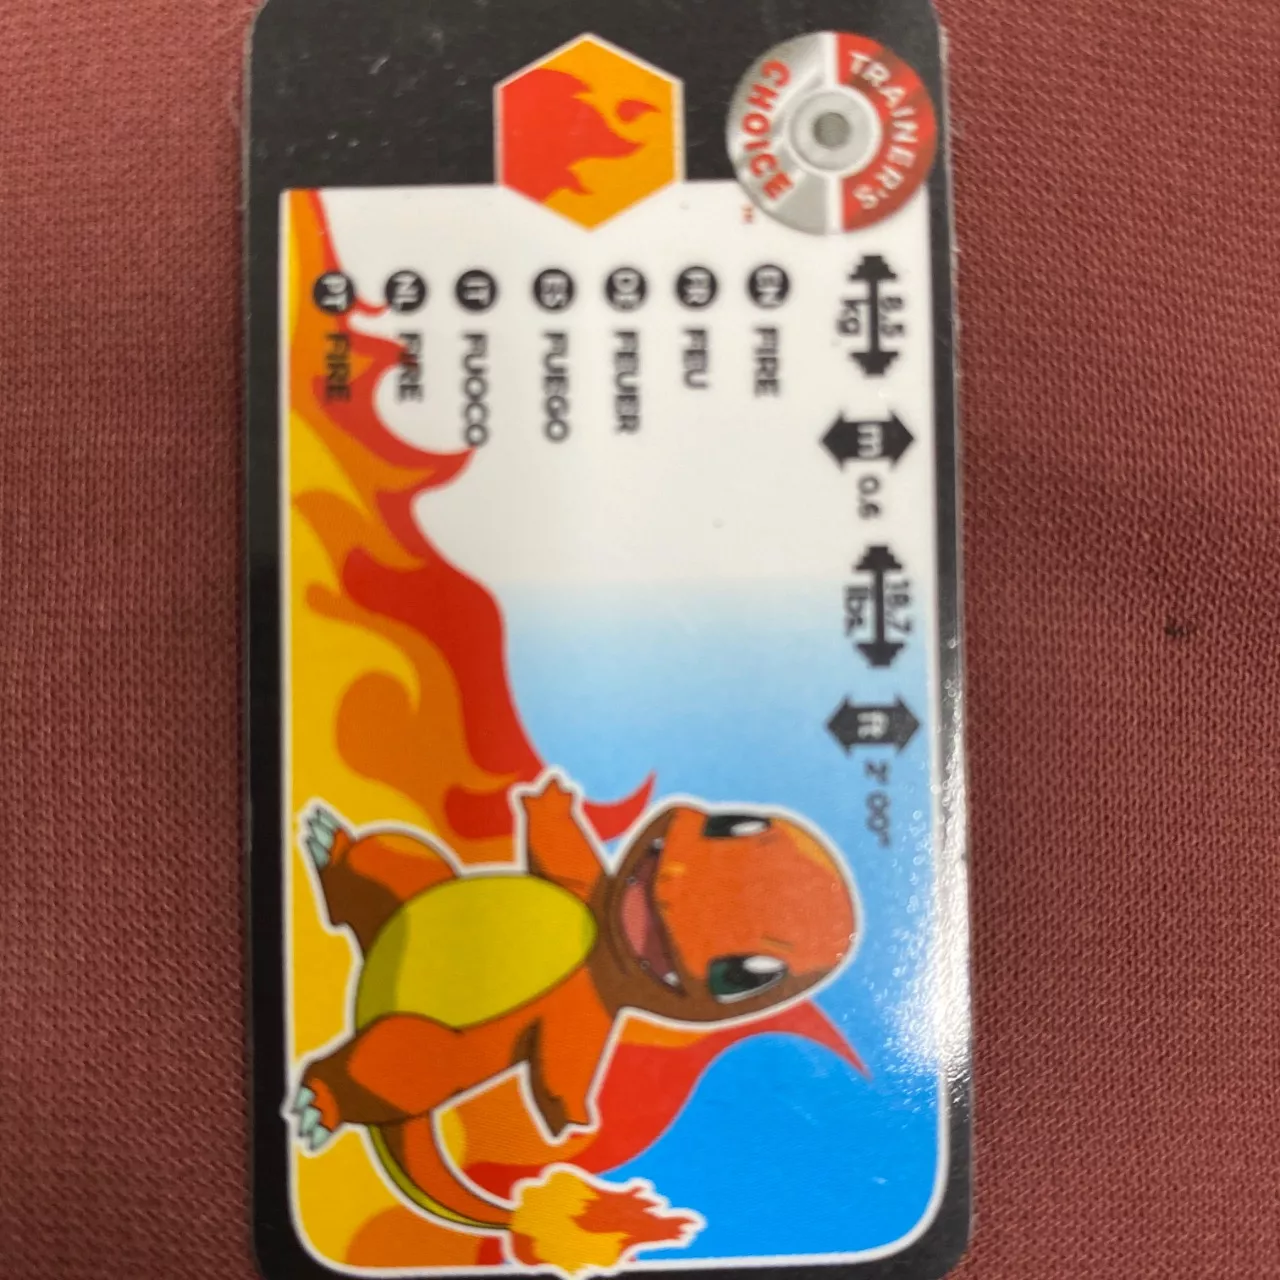 TRAINER'S
CHOICE
™
8,5
kg
m 0.6
18,7
lbs.
ft 2' 00"
EN FIRE
FR FEU
DE FEUER
ES FUEGO
IT FUOCO
NL FIRE
PT FIRE